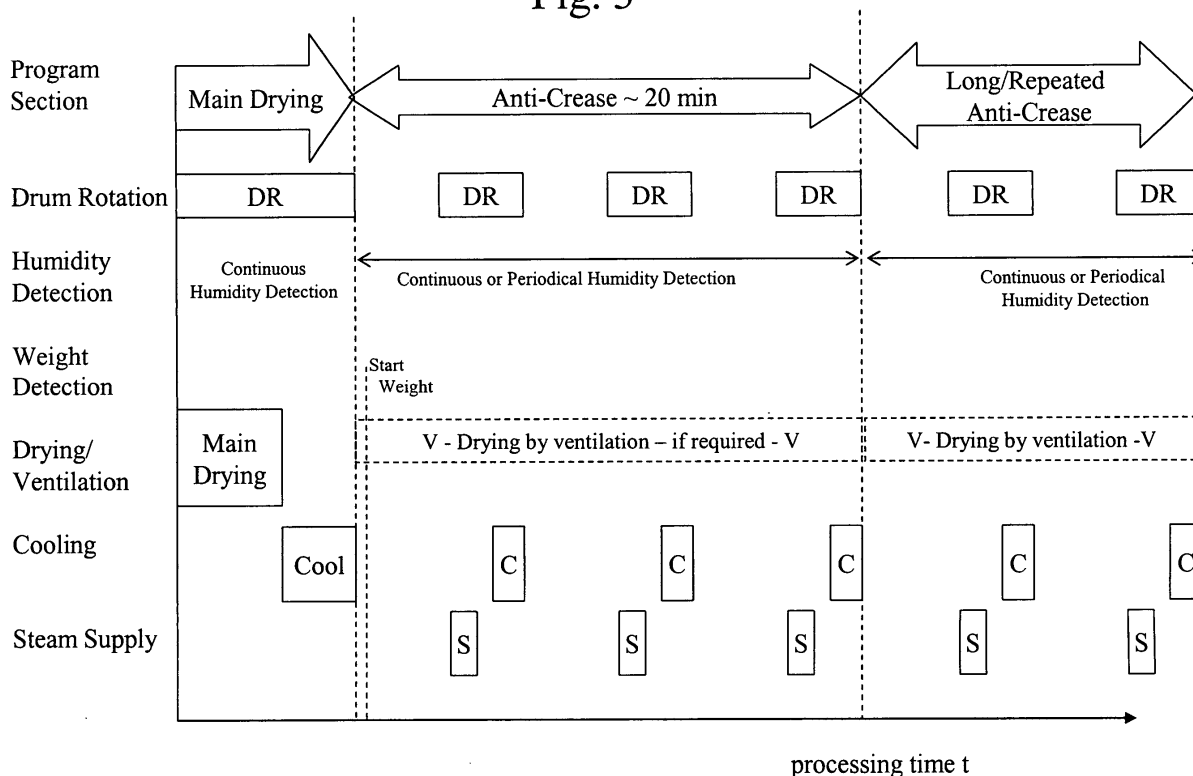 Fig. 3
Program
Section
Main Drying
Anti-Crease ~ 20 min
Long/Repeated
Anti-Crease
Drum Rotation
DR
DR
DR
DR
DR
DR
Humidity
Detection
Continuous
Humidity Detection
Continuous or Periodical Humidity Detection
Continuous or Periodical
Humidity Detection
Weight
Detection
Start
Weight
Drying/
Ventilation
Main
Drying
V - Drying by ventilation – if required - V
V- Drying by ventilation -V
Cooling
Cool
C
C
C
C
C
Steam Supply
S
S
S
S
S
processing time t